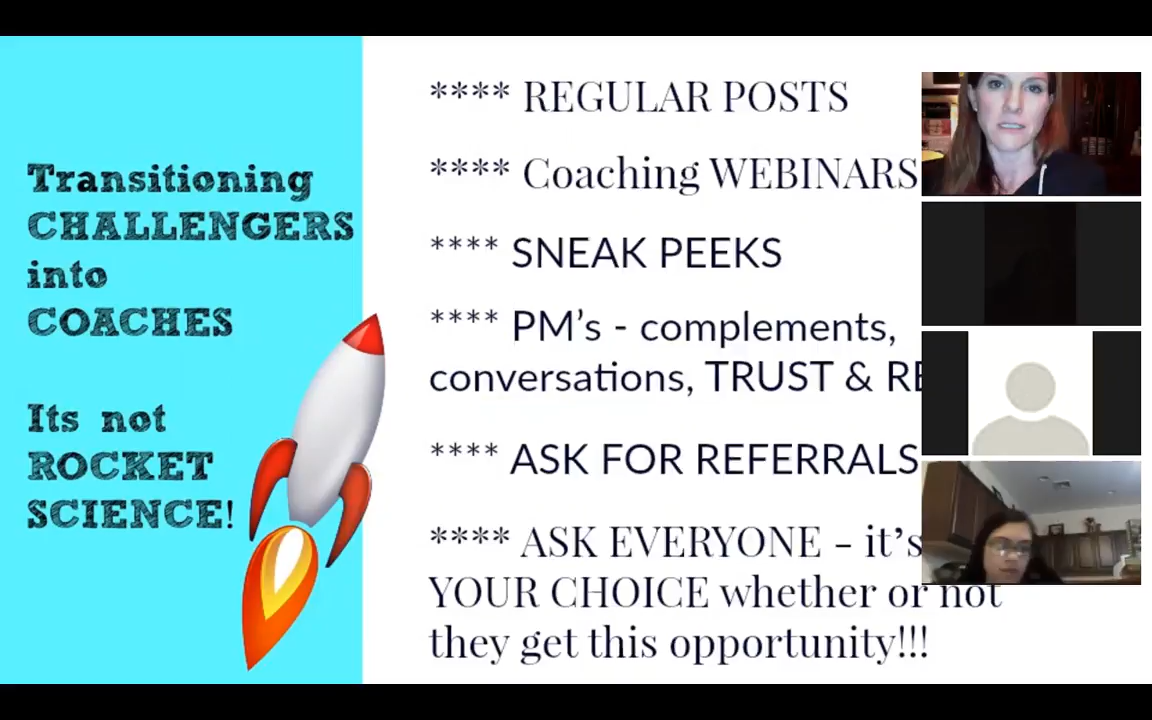 Transitioning
CHALLENGERS
into
COACHES
Its not
ROCKET
SCIENCE!
**** REGULAR POSTS
**** Coaching WEBINARS
**** SNEAK PEEKS
**** PM's - complements,
conversations, TRUST &
**** ASK FOR REFERRALS
**** ASK EVERYONE - it's
YOUR CHOICE whether or not
they get this opportunity!!!